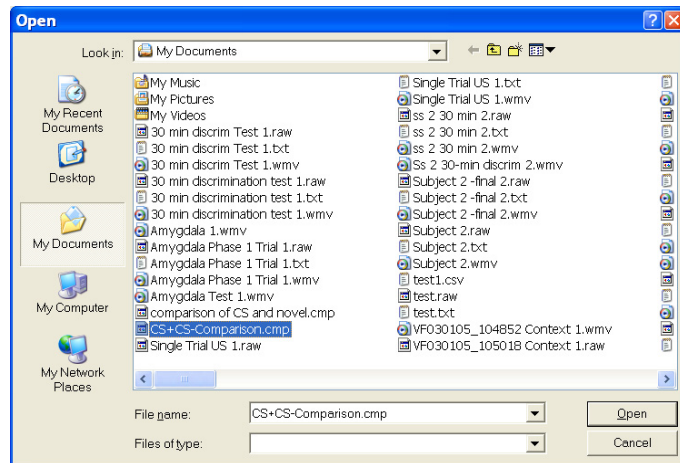 Open
Look in:
My Documents
My Recent
Documents
Desktop
My Documents
My Computer
My Network
Places
My Music
My Pictures
My Videos
30 min discrim Test 1.raw
30 min discrim Test 1.txt
30 min discrim Test 1.wmv
30 min discrimination test 1.raw
30 min discrimination test 1.txt
30 min discrimination test 1.wmv
Amygdala 1.wmv
Amygdala Phase 1 Trial 1.raw
Amygdala Phase 1 Trial 1.txt
Amygdala Phase 1 Trial 1.wmv
Amygdala Test 1.wmv
comparison of CS and novel.cmp
CS+CS-Comparison.cmp
Single Trial US 1.raw
Single Trial US 1.txt
Single Trial US 1.wmv
ss 2 30 min 2.raw
ss 2 30 min 2.txt
ss 2 30 min 2.wmv
Ss 2 30-min discrim 2.wmv
Subject 2 -final 2.raw
Subject 2 -final 2.txt
Subject 2 -final 2.wmv
Subject 2.raw
Subject 2.txt
Subject 2.wmv
test1.csv
test.raw
test.txt
VF030105_104852 Context 1.wmv
VF030105_105018 Context 1.raw
File name:
CS+CS-Comparison.cmp
Open
Files of type:
Cancel